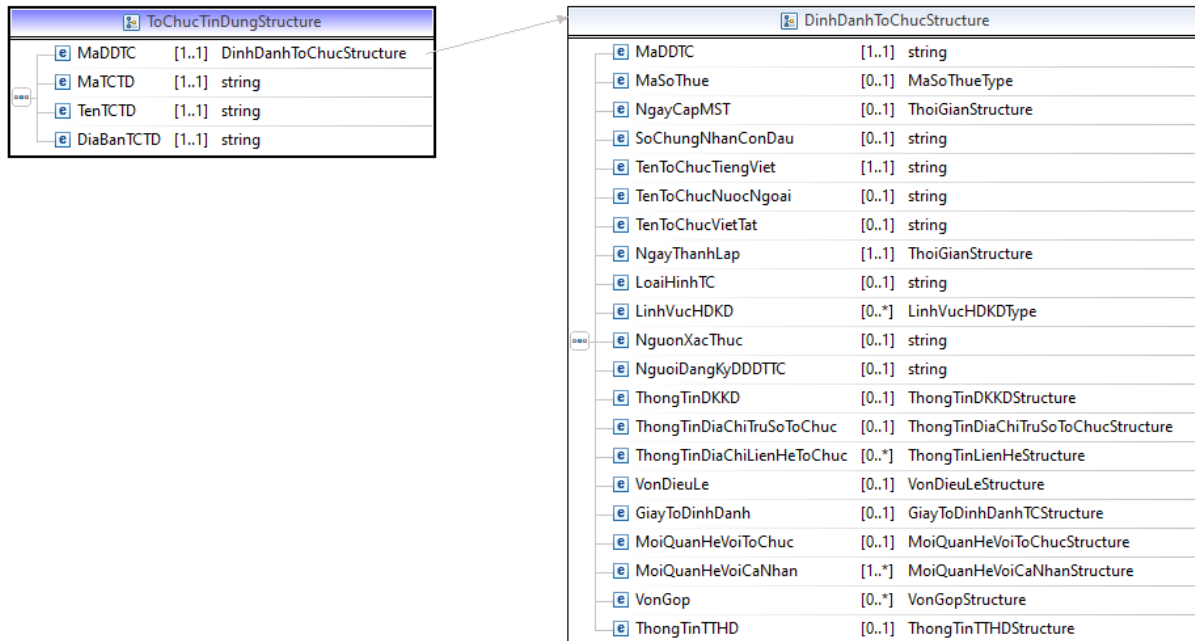 ToChucTinDungStructure
MaDDTC [1..1] DinhDanhToChucStructure
MaTCTD [1..1] string
TenTCTD [1..1] string
DiaBanTCTD [1..1] string
DinhDanhToChucStructure
MaDDTC [1..1] string
MaSoThue [0..1] MaSoThueType
NgayCapMST [0..1] ThoiGianStructure
SoChungNhanConDau [0..1] string
TenToChucTiengViet [1..1] string
TenToChucNuocNgoai [0..1] string
TenToChucVietTat [0..1] string
NgayThanhLap [1..1] ThoiGianStructure
LoaiHinhTC [0..1] string
LinhVucHDKD [0..*] LinhVucHDKDType
NguonXacThuc [0..1] string
NguoiDangKyDDDTTC [0..1] string
ThongTinDKKD [0..1] ThongTinDKKDStructure
ThongTinDiaChiTruSoToChuc [0..1] ThongTinDiaChiTruSoToChucStructure
ThongTinDiaChiLienHeToChuc [0..*] ThongTinLienHeStructure
VonDieuLe [0..1] VonDieuLeStructure
GiayToDinhDanh [0..1] GiayToDinhDanhTCStructure
MoiQuanHeVoiToChuc [0..1] MoiQuanHeVoiToChucStructure
MoiQuanHeVoiCaNhan [1..*] MoiQuanHeVoiCaNhanStructure
VonGop [0..*] VonGopStructure
ThongTinTTHD [0..1] ThongTinTTHDStructure